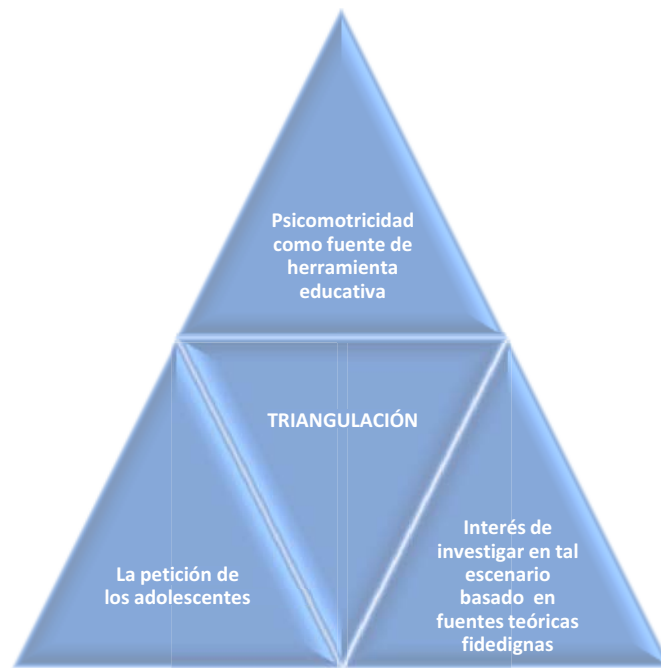 Psicomotricidad
como fuente de
herramienta
educativa
TRIANGULACIÓN
La petición de
los adolescentes
Interés de
investigar en tal
escenario
basado en
fuentes teóricas
fidedignas